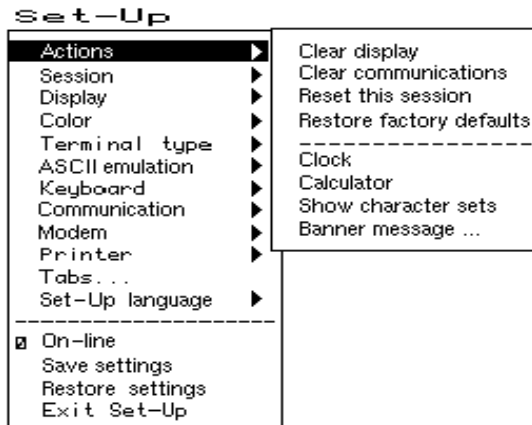 Set-Up
Actions
Session
Display
Color
Terminal type
ASCII emulation
Keyboard
Communication
Modem
Printer
Tabs...
Set-Up language
On-line
Save settings
Restore settings
Exit Set-Up
Clear display
Clear communications
Reset this session
Restore factory defaults
Clock
Calculator
Show character sets
Banner message ...